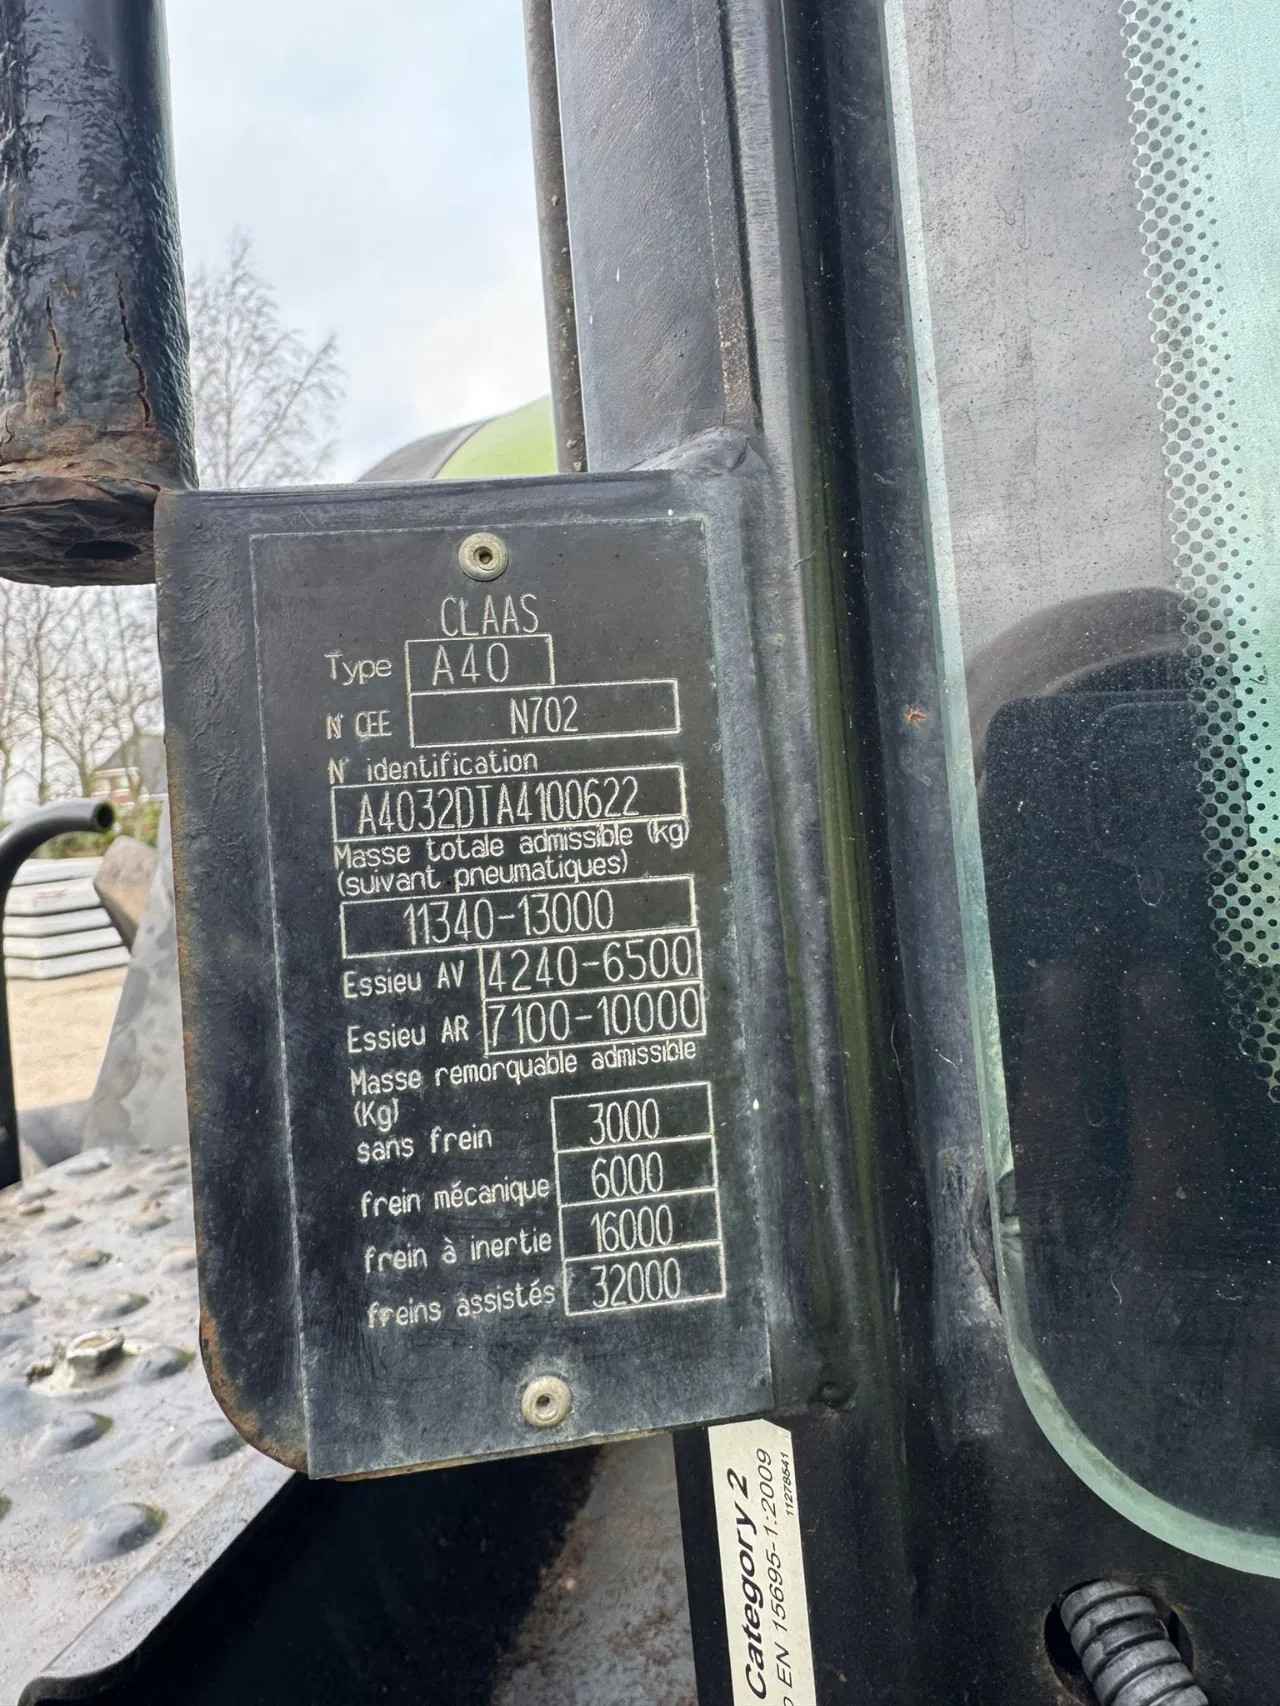 CLAAS
Type A40
N° CEE N702
N° identification
A4032DTA4100622
Masse totale admissible (kg)
(suivant pneumatiques)
11340-13000
Essieu AV 4240-6500
Essieu AR 7100-10000
Masse remorquable admissible
(Kg)
sans frein 3000
frein mécanique 6000
frein à inertie 16000
freins assistés 32000
Category 2
EN 15695-1:2009